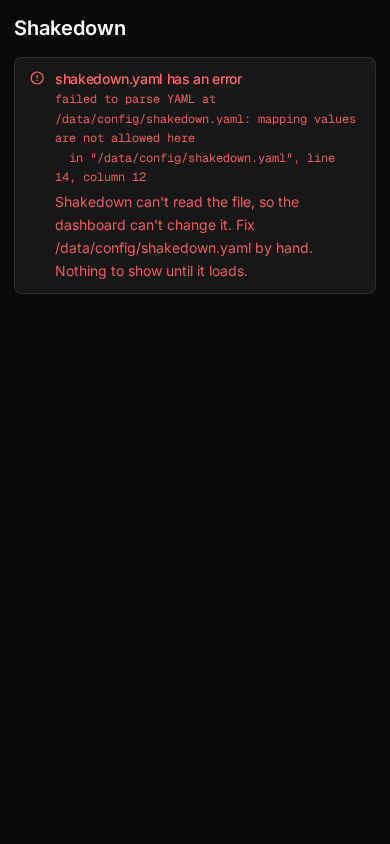 Shakedown
shakedown.yaml has an error
failed to parse YAML at
/data/config/shakedown.yaml: mapping values
are not allowed here
in "/data/config/shakedown.yaml", line
14, column 12
Shakedown can't read the file, so the
dashboard can't change it. Fix
/data/config/shakedown.yaml by hand.
Nothing to show until it loads.